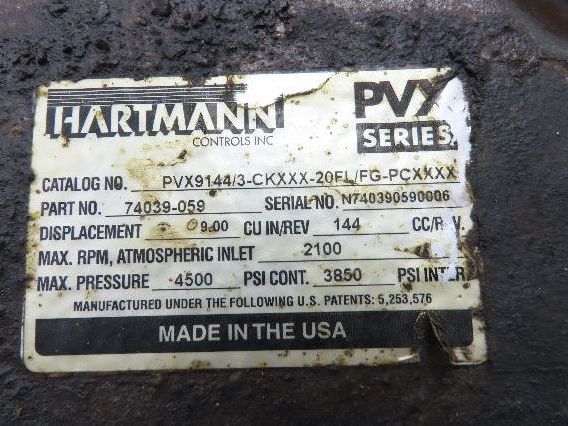 HARTMANN
CONTROLS INC
PVX
SERIES
CATALOG NO. PVX9144/3-CKXXX-20FL/FG-PCXXXX
PART NO. 74039-059 SERIAL NO. N740390590006
DISPLACEMENT 9.00 CU IN/REV 144 CC/REV
MAX. RPM, ATMOSPHERIC INLET 2100
MAX. PRESSURE 4500 PSI CONT. 3850 PSI INTER
MANUFACTURED UNDER THE FOLLOWING U.S. PATENTS: 5,253,576
MADE IN THE USA